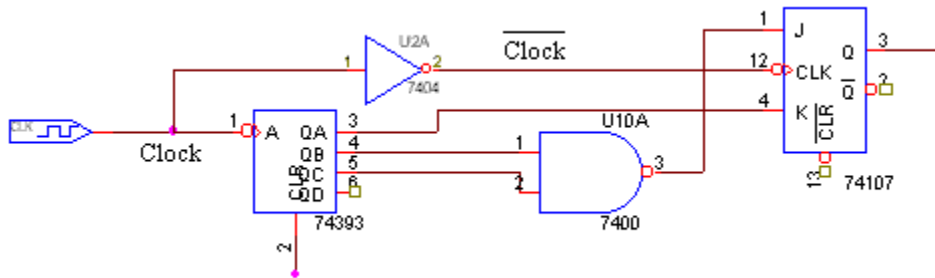 U2A
1
2
7404
Clock
1
J
Q
3
12
CLK
Q
2
4
K
CLR
13
74107
CLK
Clock
1
A
QA
3
QB
4
QC
5
QD
6
CLR
2
74393
U10A
1
2
3
7400